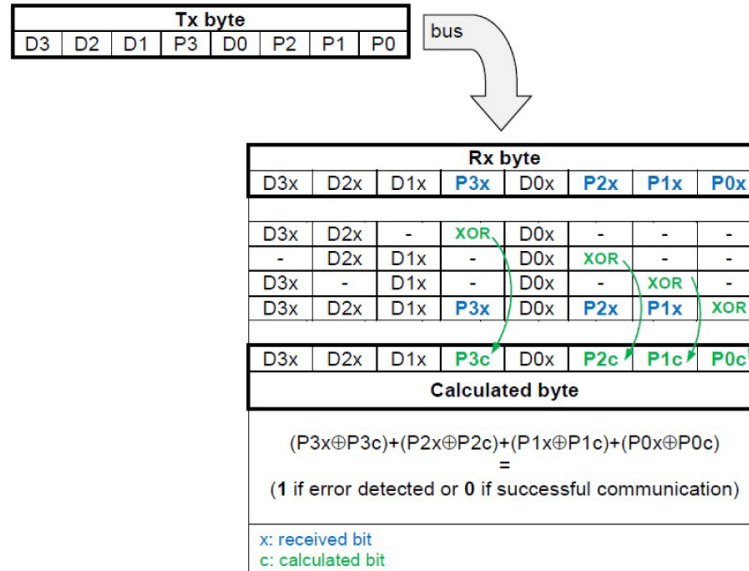 Tx byte
D3 D2 D1 P3 D0 P2 P1 P0
bus
Rx byte
D3x D2x D1x P3x D0x P2x P1x P0x
D3x D2x - XOR D0x - - -
- D2x D1x - D0x XOR - -
D3x - D1x - D0x - XOR -
D3x D2x D1x P3x D0x P2x P1x XOR
D3x D2x D1x P3c D0x P2c P1c P0c
Calculated byte
(P3x⊕P3c)+(P2x⊕P2c)+(P1x⊕P1c)+(P0x⊕P0c)
=
(1 if error detected or 0 if successful communication)
x: received bit
c: calculated bit